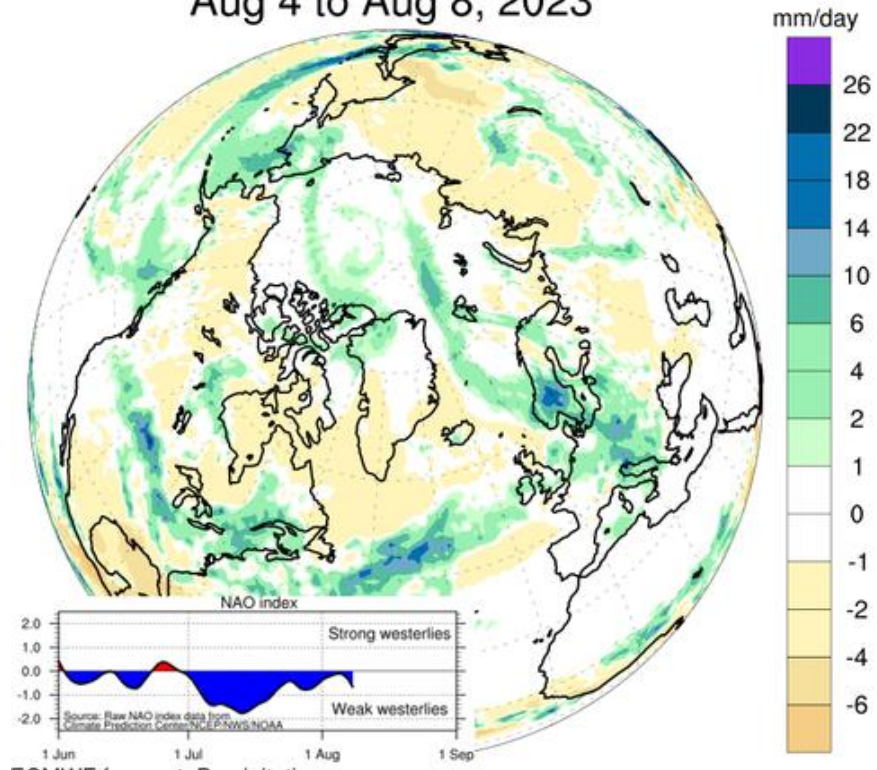 Aug 4 to Aug 8, 2023
mm/day
26
22
18
14
10
6
4
2
1
0
-1
-2
-4
-6
NAO index
2.0
1.0
0.0
-1.0
-2.0
Strong westerlies
Weak westerlies
Source: Raw NAO index data from
Climate Prediction Center/NCEP/NWS/NOAA
1 Jun
1 Jul
1 Aug
1 Sep